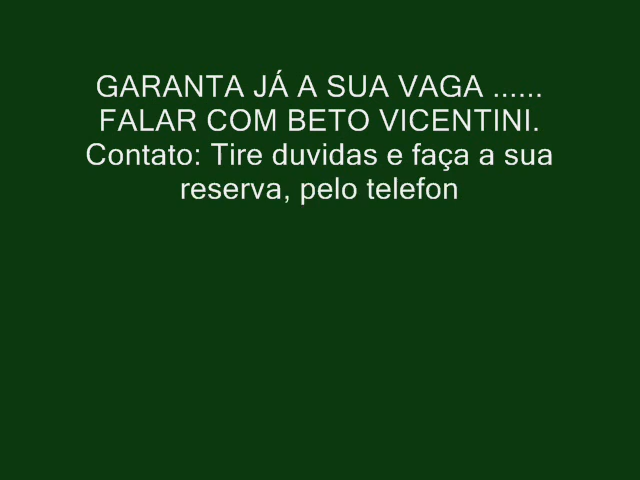 GARANTA JÁ A SUA VAGA ......
FALAR COM BETO VICENTINI.
Contato: Tire duvidas e faça a sua
reserva, pelo telefon